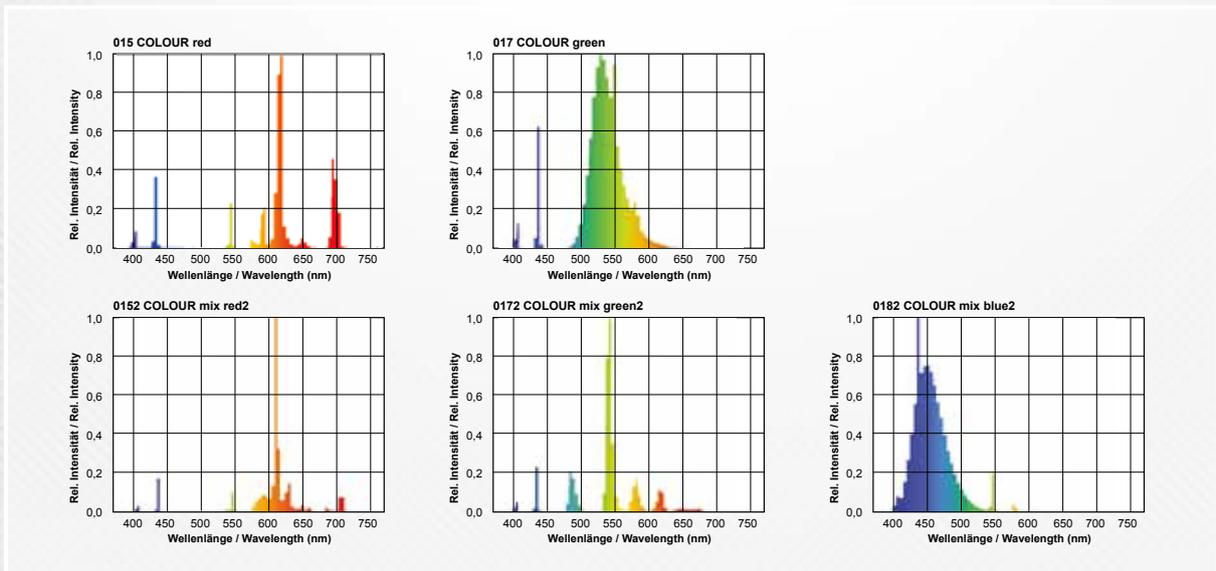 015 COLOUR red
Rel. Intensität / Rel. Intensity
1,0
0,8
0,6
0,4
0,2
0,0
400 450 500 550 600 650 700 750
Wellenlänge / Wavelength (nm)
017 COLOUR green
Rel. Intensität / Rel. Intensity
1,0
0,8
0,6
0,4
0,2
0,0
400 450 500 550 600 650 700 750
Wellenlänge / Wavelength (nm)
0152 COLOUR mix red2
Rel. Intensität / Rel. Intensity
1,0
0,8
0,6
0,4
0,2
0,0
400 450 500 550 600 650 700 750
Wellenlänge / Wavelength (nm)
0172 COLOUR mix green2
Rel. Intensität / Rel. Intensity
1,0
0,8
0,6
0,4
0,2
0,0
400 450 500 550 600 650 700 750
Wellenlänge / Wavelength (nm)
0182 COLOUR mix blue2
Rel. Intensität / Rel. Intensity
1,0
0,8
0,6
0,4
0,2
0,0
400 450 500 550 600 650 700 750
Wellenlänge / Wavelength (nm)